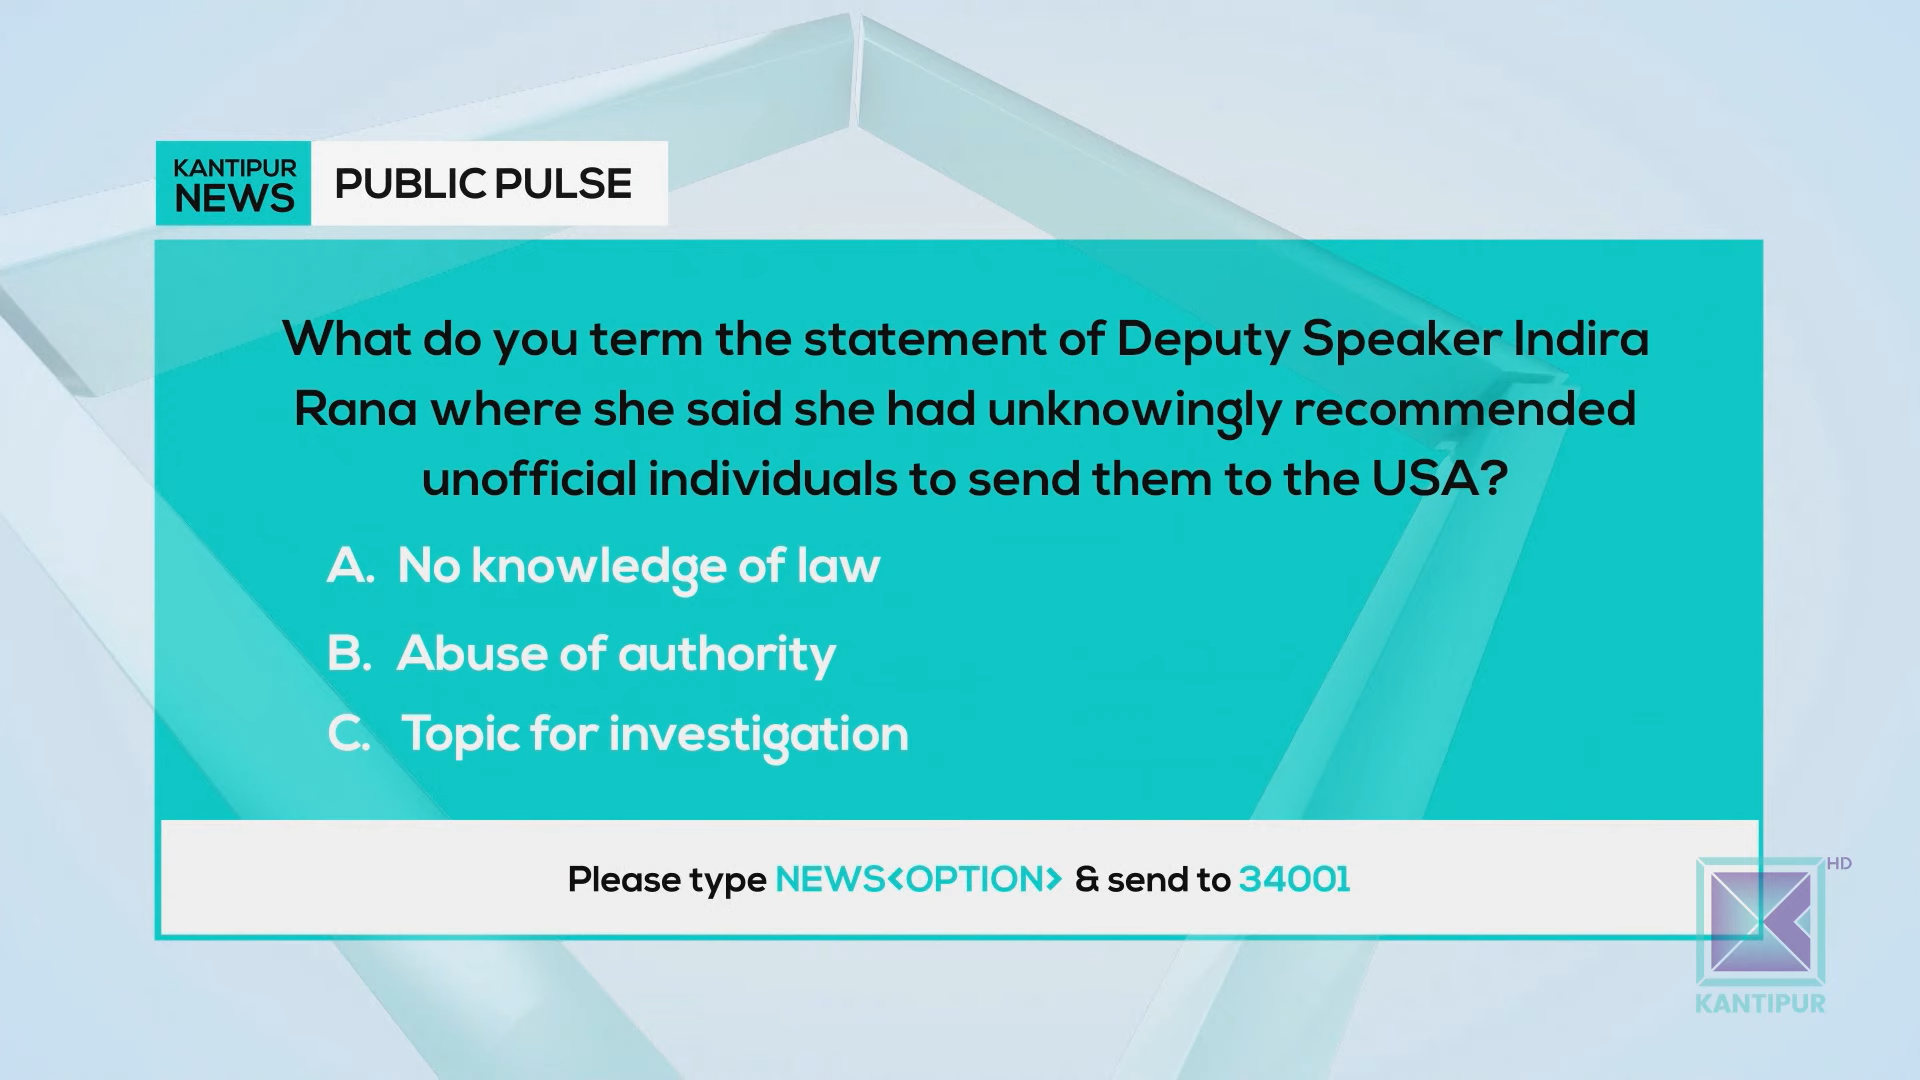 KANTIPUR
NEWS
PUBLIC PULSE
What do you term the statement of Deputy Speaker Indira
Rana where she said she had unknowingly recommended
unofficial individuals to send them to the USA?
A. No knowledge of law
B. Abuse of authority
C. Topic for investigation
Please type NEWS<OPTION> & send to 34001
HD
KANTIPUR